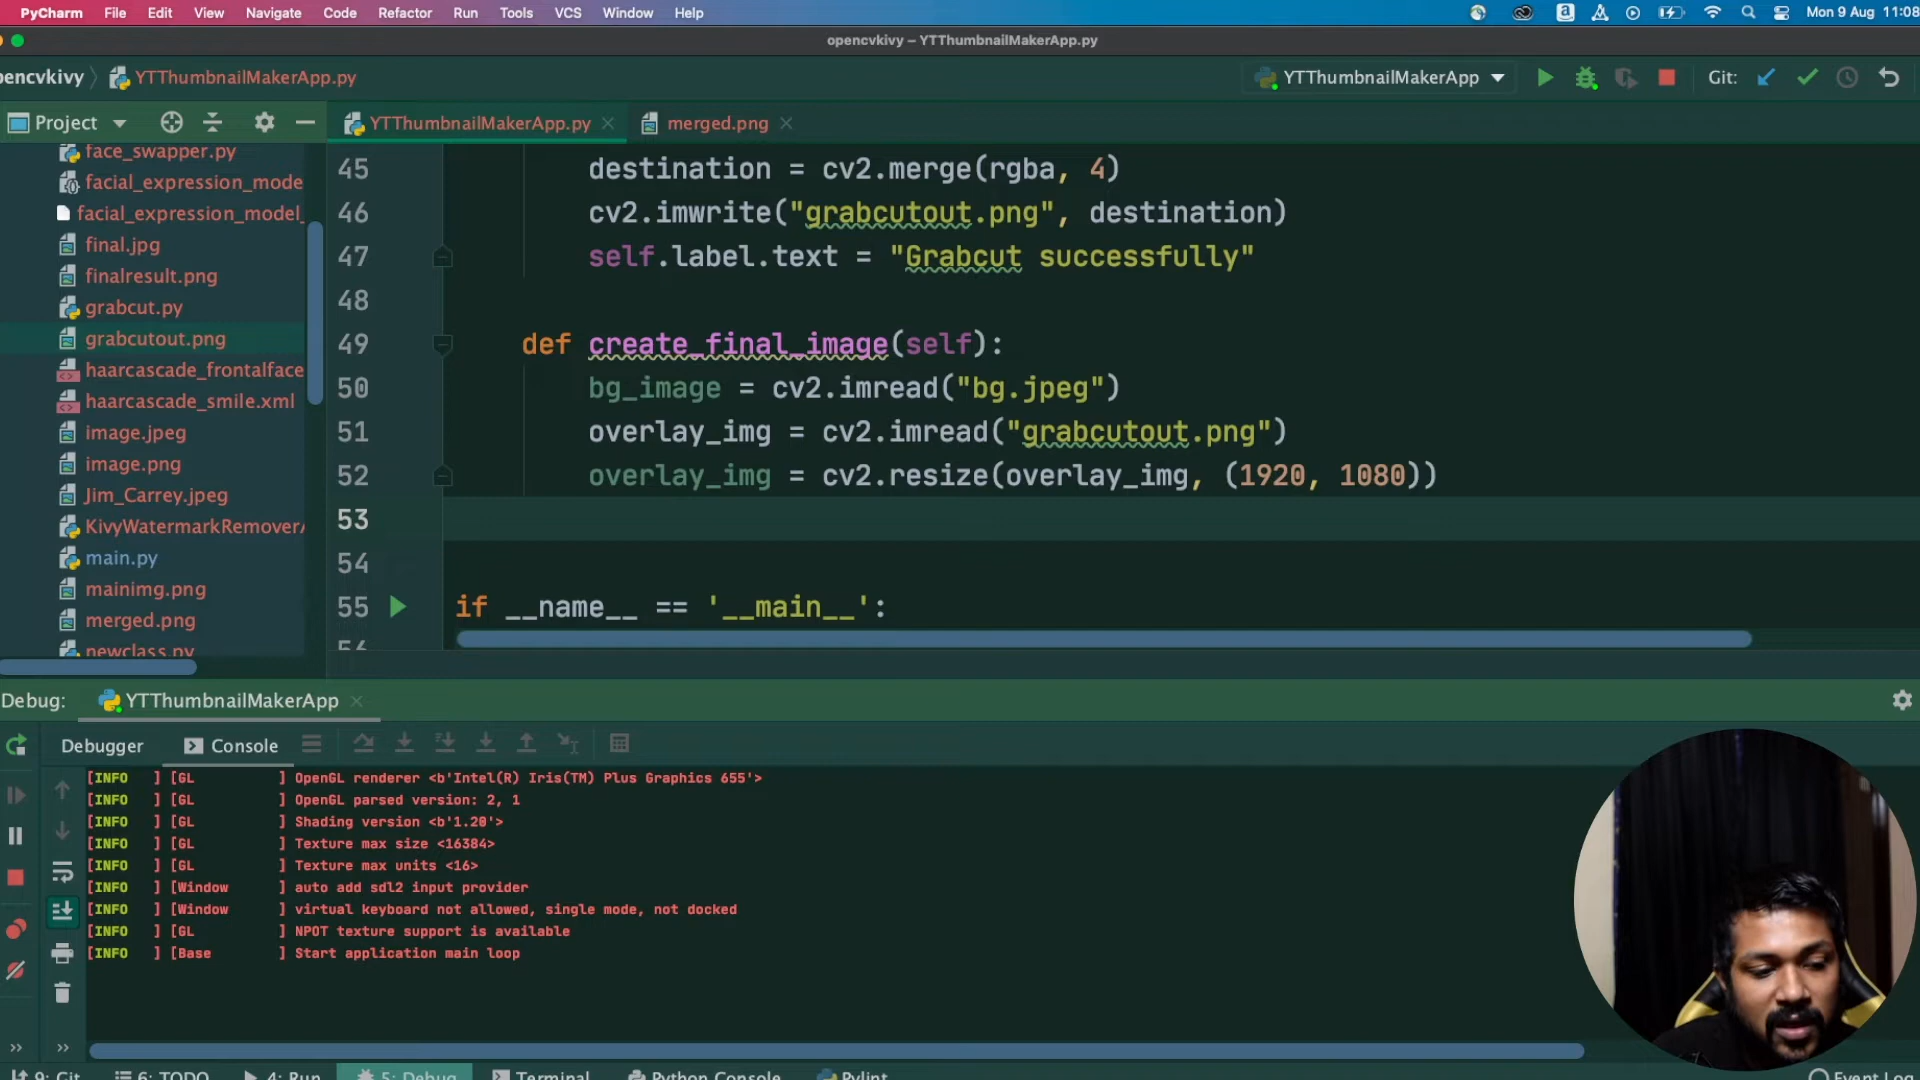 PyCharm File Edit View Navigate Code Refactor Run Tools VCS Window Help Mon 9 Aug 11:08
opencvkivy – YTThumbnailMakerApp.py
pencvkivy YTThumbnailMakerApp.py YTThumbnailMakerApp Git:
Project YTThumbnailMakerApp.py merged.png
face_swapper.py
facial_expression_mode
facial_expression_model_
final.jpg
finalresult.png
grabcut.py
grabcutout.png
haarcascade_frontalface
haarcascade_smile.xml
image.jpeg
image.png
Jim_Carrey.jpeg
KivyWatermarkRemover
main.py
mainimg.png
merged.png
newclass.py
45 destination = cv2.merge(rgba, 4)
46 cv2.imwrite("grabcutout.png", destination)
47 self.label.text = "Grabcut successfully"
48
49 def create_final_image(self):
50 bg_image = cv2.imread("bg.jpeg")
51 overlay_img = cv2.imread("grabcutout.png")
52 overlay_img = cv2.resize(overlay_img, (1920, 1080))
53
54
55 if __name__ == '__main__':
56
Debug: YTThumbnailMakerApp
Debugger Console
[INFO ] [GL ] OpenGL renderer <b'Intel(R) Iris(TM) Plus Graphics 655'>
[INFO ] [GL ] OpenGL parsed version: 2, 1
[INFO ] [GL ] Shading version <b'1.20'>
[INFO ] [GL ] Texture max size <16384>
[INFO ] [GL ] Texture max units <16>
[INFO ] [Window ] auto add sdl2 input provider
[INFO ] [Window ] virtual keyboard not allowed, single mode, not docked
[INFO ] [GL ] NPOT texture support is available
[INFO ] [Base ] Start application main loop
9: Git 6: TODO 4: Run 5: Debug Terminal Python Console Pylint Event Log